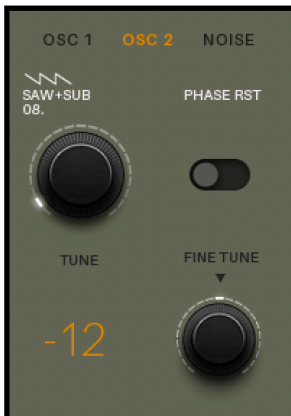 OSC 1 OSC 2 NOISE
SAW+SUB PHASE RST
08.
TUNE FINE TUNE
-12